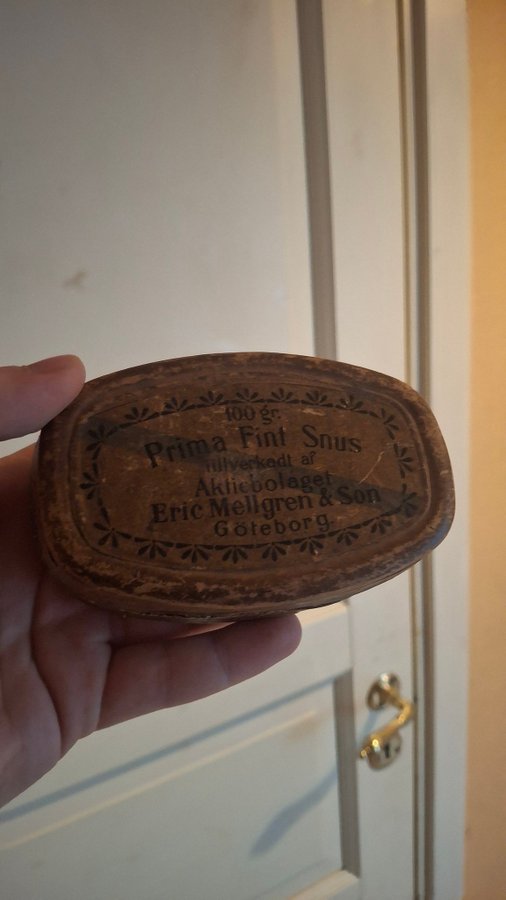 100 gr.
Prima Fint Snus
tillverkadt af
Aktiebolaget
Eric Mellgren & Son
Göteborg.